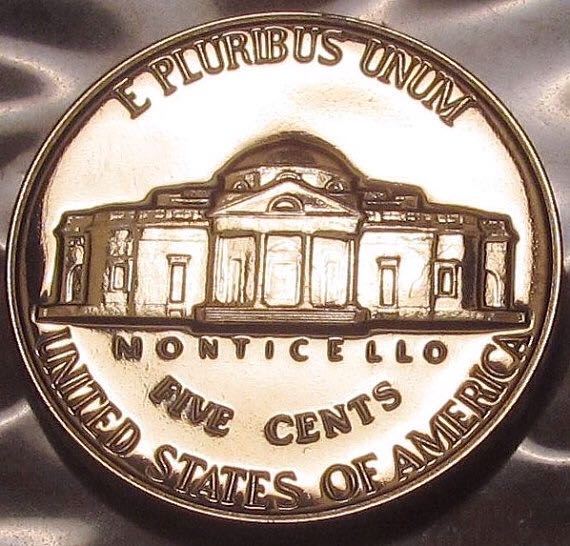 E PLURIBUS UNUM
MONTICELLO
FIVE CENTS
UNITED STATES OF AMERICA